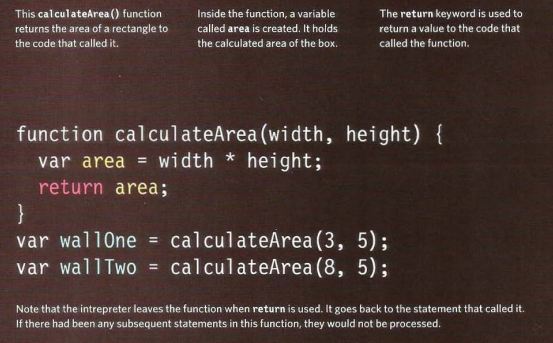 This calculateArea() function
returns the area of a rectangle to
the code that called it.
Inside the function, a variable
called area is created. It holds
the calculated area of the box.
The return keyword is used to
return a value to the code that
called the function.
function calculateArea(width, height) {
  var area = width * height;
  return area;
}
var wallOne = calculateArea(3, 5);
var wallTwo = calculateArea(8, 5);
Note that the intrepreter leaves the function when return is used. It goes back to the statement that called it.
If there had been any subsequent statements in this function, they would not be processed.